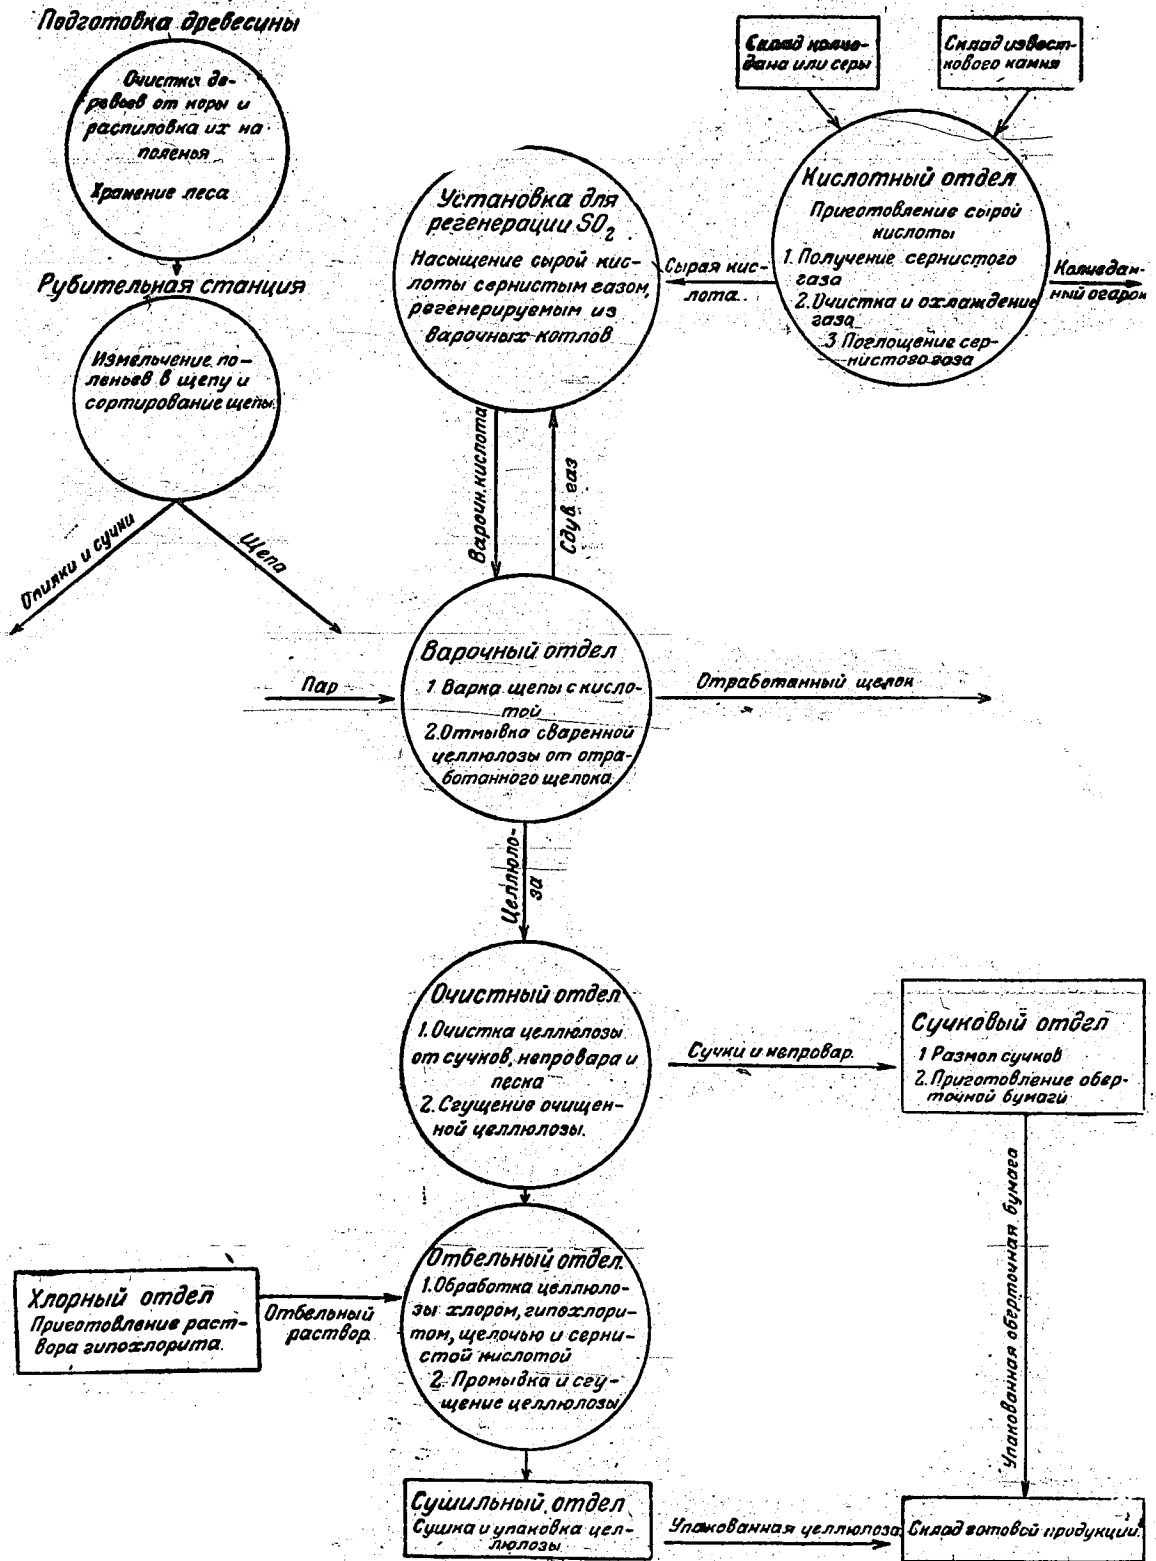 Подготовка древесины
Очистка де-
ревьев от коры и
распиловка их на
поленья
Хранение леса
Рубительная станция
Измельчение по-
леньев в щепу и
сортирование щепы.
Опилки и сучки
Щепа
Склад колче-
дана или серы
Склад извест-
нового камня
Кислотный отдел
Приготовление сырой
кислоты
1. Получение сернистого
газа
2. Очистка и охлаждение
газа
3 Поглощение сер-
нистого газа
Колчедан-
ный огарок
Сырая кис-
лота.
Установка для
регенерации SO₂
Насыщение сырой кис-
лоты сернистым газом,
регенерируемым из
варочных котлов
Варочн. кислота
Сдув. газ
Варочный отдел
1. Варка щепы с кисло-
той
2. Отмывка сваренной
целлюлозы от отра-
ботанного щелока.
Пар
Отработанный щелок
Целлюло-
за
Очистный отдел
1. Очистка целлюлозы
от сучков, непровара и
песка
2. Сгущение очищен-
ной целлюлозы.
Сучки и непровар.
Сучковый отдел
1 Размол сучков
2. Приготовление обер-
точной бумаги
Упакованная оберточная бумага
Отбельный отдел.
1. Обработка целлюло-
зы хлором, гипохлори-
том, щелочью и серни-
стой кислотой
2. Промывка и сгу-
щение целлюлозы
Хлорный отдел
Приготовление раст-
вора гипохлорита.
Отбельный
раствор
Сушильный отдел
Сушка и упаковка цел-
люлозы
Упакованная целлюлоза
Склад готовой продукции.